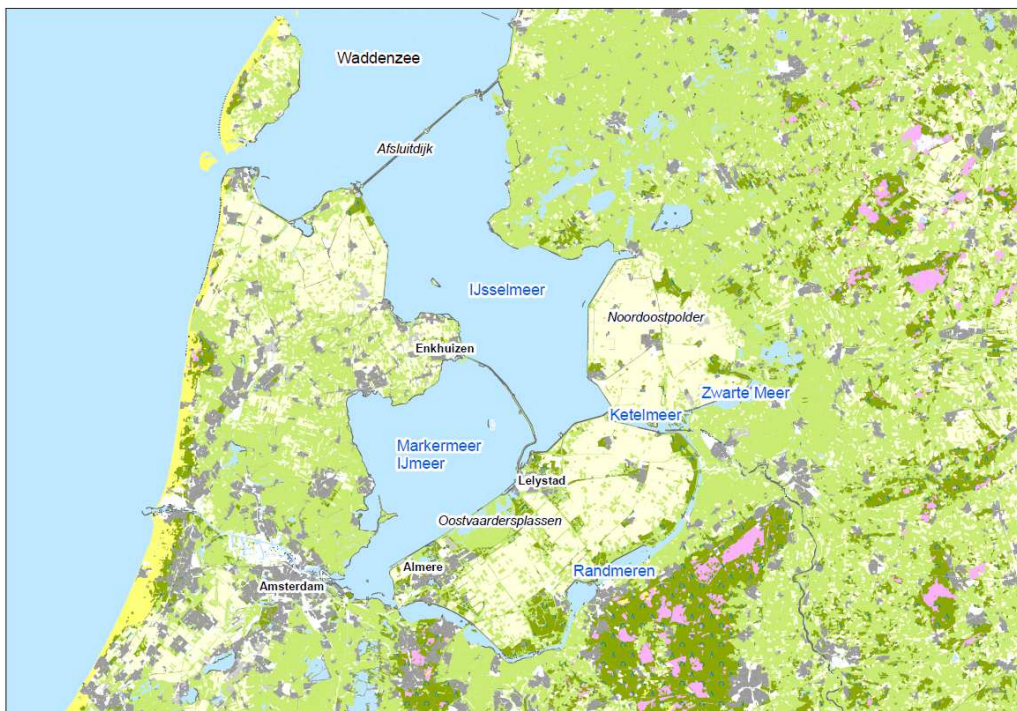 Waddenzee
Afsluitdijk
IJsselmeer
Noordoostpolder
Enkhuizen
Zwarte Meer
Ketelmeer
Markermeer
IJmeer
Lelystad
Oostvaardersplassen
Almere
Randmeren
Amsterdam